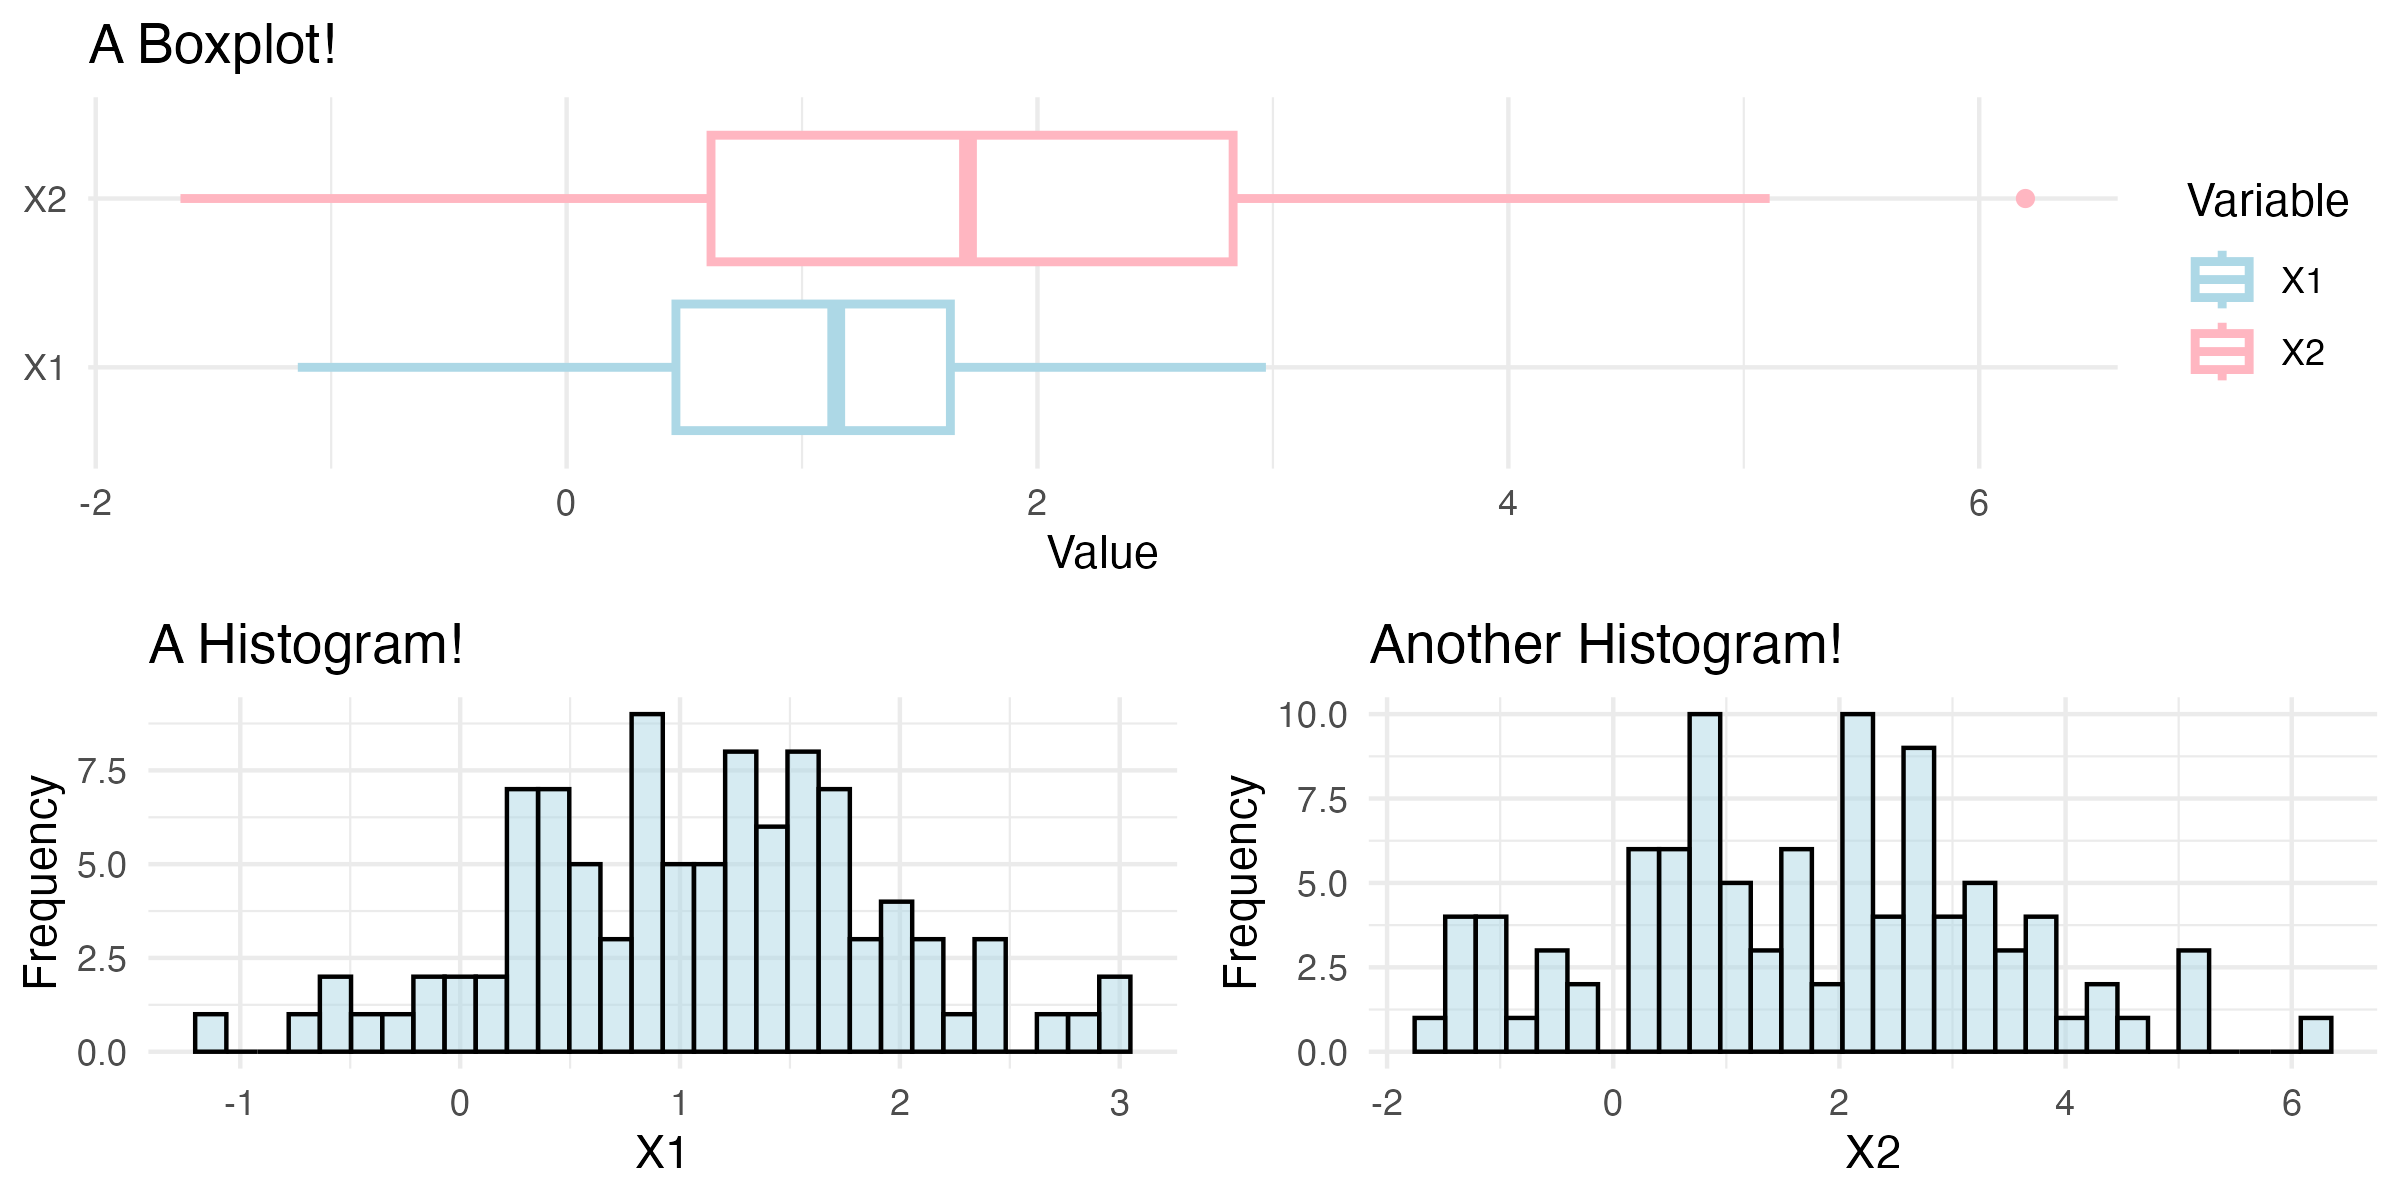 A Boxplot!
X2
X1
-2 0 2 4 6
Value
Variable
X1
X2
A Histogram!
Frequency
7.5
5.0
2.5
0.0
-1 0 1 2 3
X1
Another Histogram!
Frequency
10.0
7.5
5.0
2.5
0.0
-2 0 2 4 6
X2